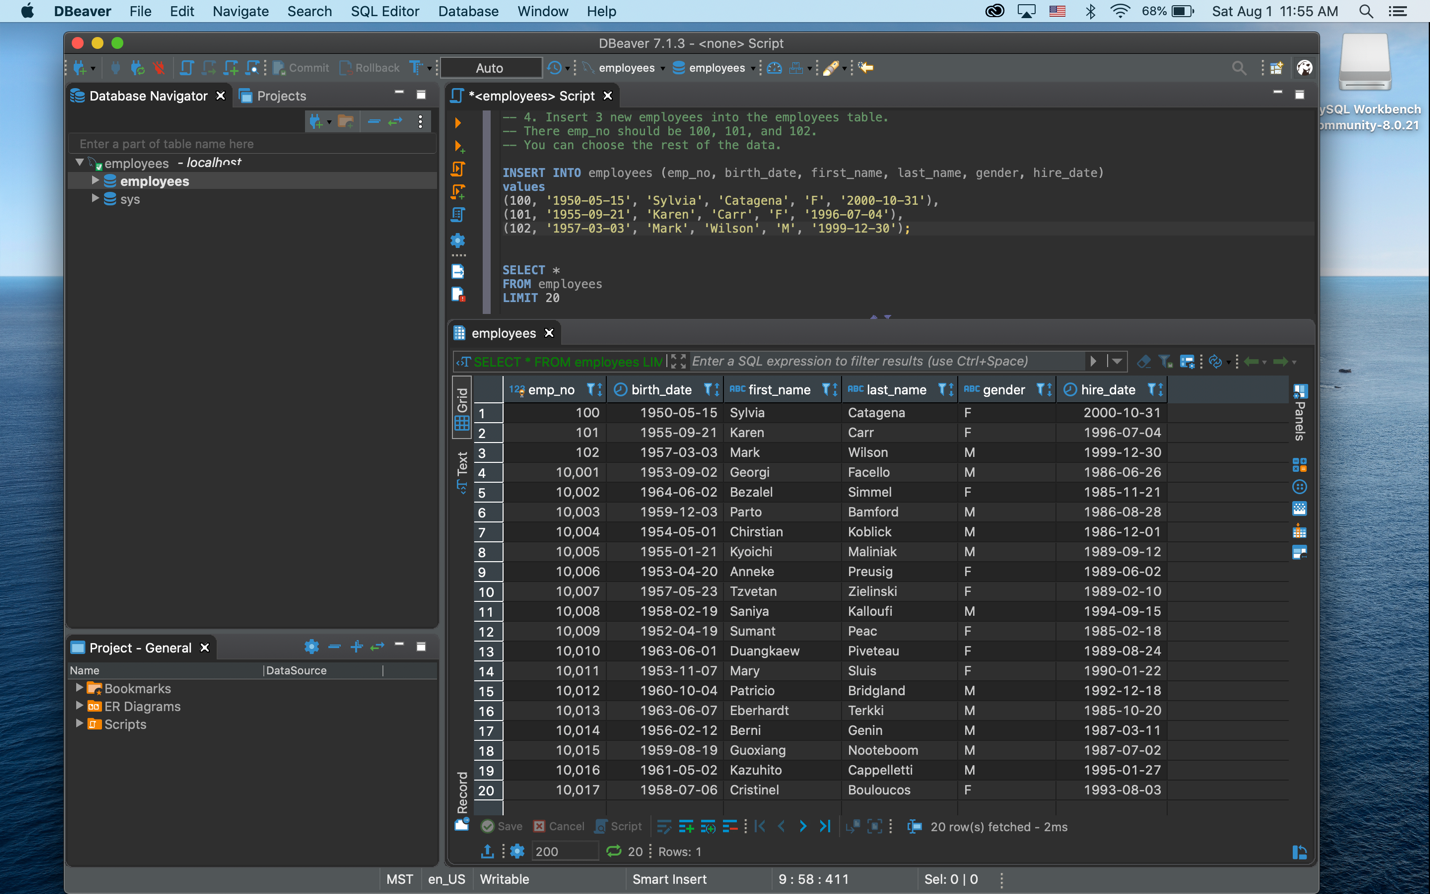 DBeaver File Edit Navigate Search SQL Editor Database Window Help 68% Sat Aug 1 11:55 AM
DBeaver 7.1.3 - <none> Script
Commit Rollback Auto employees employees
Database Navigator Projects
Enter a part of table name here
employees - localhost
employees
sys
*<employees> Script
-- 4. Insert 3 new employees into the employees table.
-- There emp_no should be 100, 101, and 102.
-- You can choose the rest of the data.
INSERT INTO employees (emp_no, birth_date, first_name, last_name, gender, hire_date)
values
(100, '1950-05-15', 'Sylvia', 'Catagena', 'F', '2000-10-31'),
(101, '1955-09-21', 'Karen', 'Carr', 'F', '1996-07-04'),
(102, '1957-03-03', 'Mark', 'Wilson', 'M', '1999-12-30');
SELECT *
FROM employees
LIMIT 20
employees
SELECT * FROM employees LIM Enter a SQL expression to filter results (use Ctrl+Space)
Grid
Text
Record
123 emp_no birth_date ABC first_name ABC last_name ABC gender hire_date
1 100 1950-05-15 Sylvia Catagena F 2000-10-31
2 101 1955-09-21 Karen Carr F 1996-07-04
3 102 1957-03-03 Mark Wilson M 1999-12-30
4 10,001 1953-09-02 Georgi Facello M 1986-06-26
5 10,002 1964-06-02 Bezalel Simmel F 1985-11-21
6 10,003 1959-12-03 Parto Bamford M 1986-08-28
7 10,004 1954-05-01 Chirstian Koblick M 1986-12-01
8 10,005 1955-01-21 Kyoichi Maliniak M 1989-09-12
9 10,006 1953-04-20 Anneke Preusig F 1989-06-02
10 10,007 1957-05-23 Tzvetan Zielinski F 1989-02-10
11 10,008 1958-02-19 Saniya Kalloufi M 1994-09-15
12 10,009 1952-04-19 Sumant Peac F 1985-02-18
13 10,010 1963-06-01 Duangkaew Piveteau F 1989-08-24
14 10,011 1953-11-07 Mary Sluis F 1990-01-22
15 10,012 1960-10-04 Patricio Bridgland M 1992-12-18
16 10,013 1963-06-07 Eberhardt Terkki M 1985-10-20
17 10,014 1956-02-12 Berni Genin M 1987-03-11
18 10,015 1959-08-19 Guoxiang Nooteboom M 1987-07-02
19 10,016 1961-05-02 Kazuhito Cappelletti M 1995-01-27
20 10,017 1958-07-06 Cristinel Bouloucos F 1993-08-03
Panels
Save Cancel Script 20 row(s) fetched - 2ms
200 20 Rows: 1
Project - General
Name DataSource
Bookmarks
ER Diagrams
Scripts
MST en_US Writable Smart Insert 9 : 58 : 411 Sel: 0 | 0
ySQL Workbench
ommunity-8.0.21